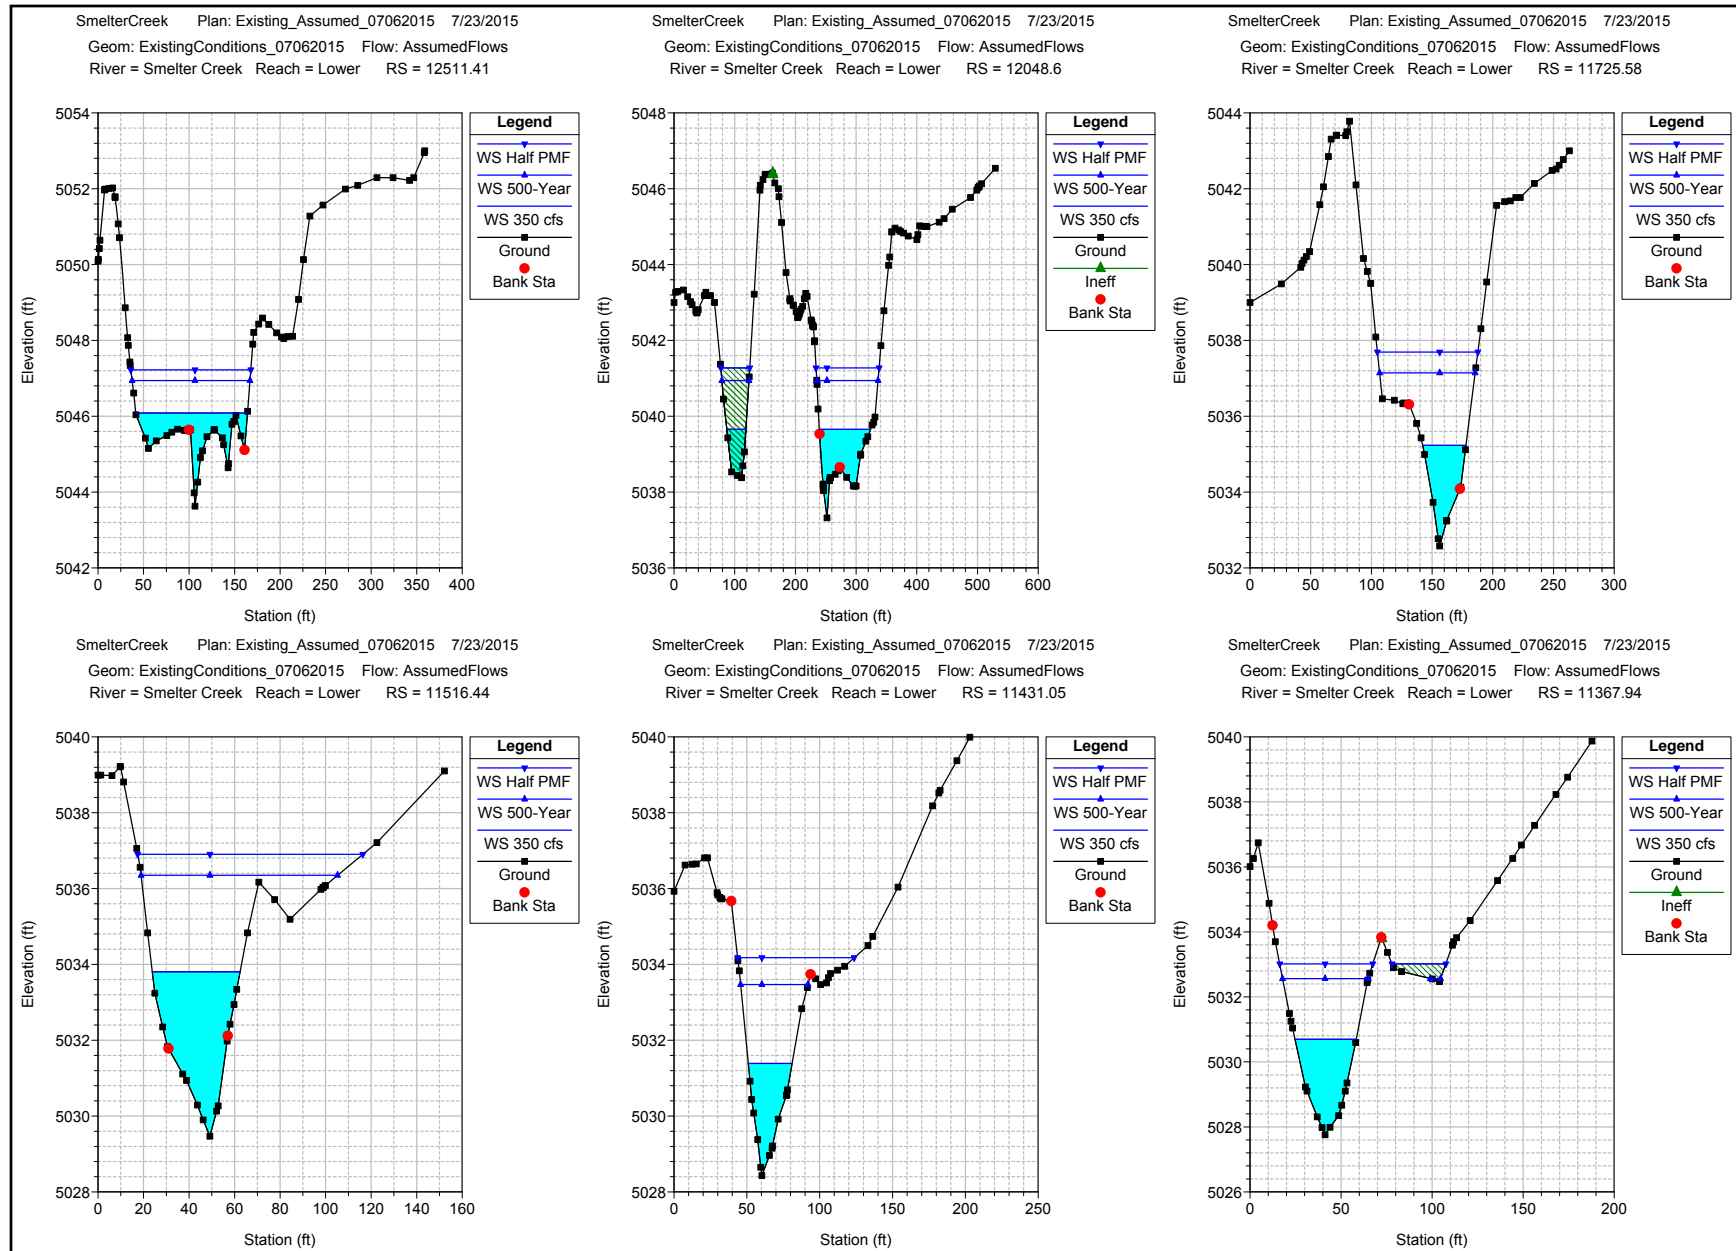 SmelterCreek Plan: Existing_Assumed_07062015 7/23/2015
Geom: ExistingConditions_07062015 Flow: AssumedFlows
River = Smelter Creek Reach = Lower RS = 12511.41
5054
5052
5050
5048
5046
5044
5042
Elevation (ft)
0 50 100 150 200 250 300 350 400
Station (ft)
Legend
WS Half PMF
WS 500-Year
WS 350 cfs
Ground
Bank Sta
SmelterCreek Plan: Existing_Assumed_07062015 7/23/2015
Geom: ExistingConditions_07062015 Flow: AssumedFlows
River = Smelter Creek Reach = Lower RS = 12048.6
5048
5046
5044
5042
5040
5038
5036
Elevation (ft)
0 100 200 300 400 500 600
Station (ft)
Legend
WS Half PMF
WS 500-Year
WS 350 cfs
Ground
Ineff
Bank Sta
SmelterCreek Plan: Existing_Assumed_07062015 7/23/2015
Geom: ExistingConditions_07062015 Flow: AssumedFlows
River = Smelter Creek Reach = Lower RS = 11725.58
5044
5042
5040
5038
5036
5034
5032
Elevation (ft)
0 50 100 150 200 250 300
Station (ft)
Legend
WS Half PMF
WS 500-Year
WS 350 cfs
Ground
Bank Sta
SmelterCreek Plan: Existing_Assumed_07062015 7/23/2015
Geom: ExistingConditions_07062015 Flow: AssumedFlows
River = Smelter Creek Reach = Lower RS = 11516.44
5040
5038
5036
5034
5032
5030
5028
Elevation (ft)
0 20 40 60 80 100 120 140 160
Station (ft)
Legend
WS Half PMF
WS 500-Year
WS 350 cfs
Ground
Bank Sta
SmelterCreek Plan: Existing_Assumed_07062015 7/23/2015
Geom: ExistingConditions_07062015 Flow: AssumedFlows
River = Smelter Creek Reach = Lower RS = 11431.05
5040
5038
5036
5034
5032
5030
5028
Elevation (ft)
0 50 100 150 200 250
Station (ft)
Legend
WS Half PMF
WS 500-Year
WS 350 cfs
Ground
Bank Sta
SmelterCreek Plan: Existing_Assumed_07062015 7/23/2015
Geom: ExistingConditions_07062015 Flow: AssumedFlows
River = Smelter Creek Reach = Lower RS = 11367.94
5040
5038
5036
5034
5032
5030
5028
5026
Elevation (ft)
0 50 100 150 200
Station (ft)
Legend
WS Half PMF
WS 500-Year
WS 350 cfs
Ground
Ineff
Bank Sta